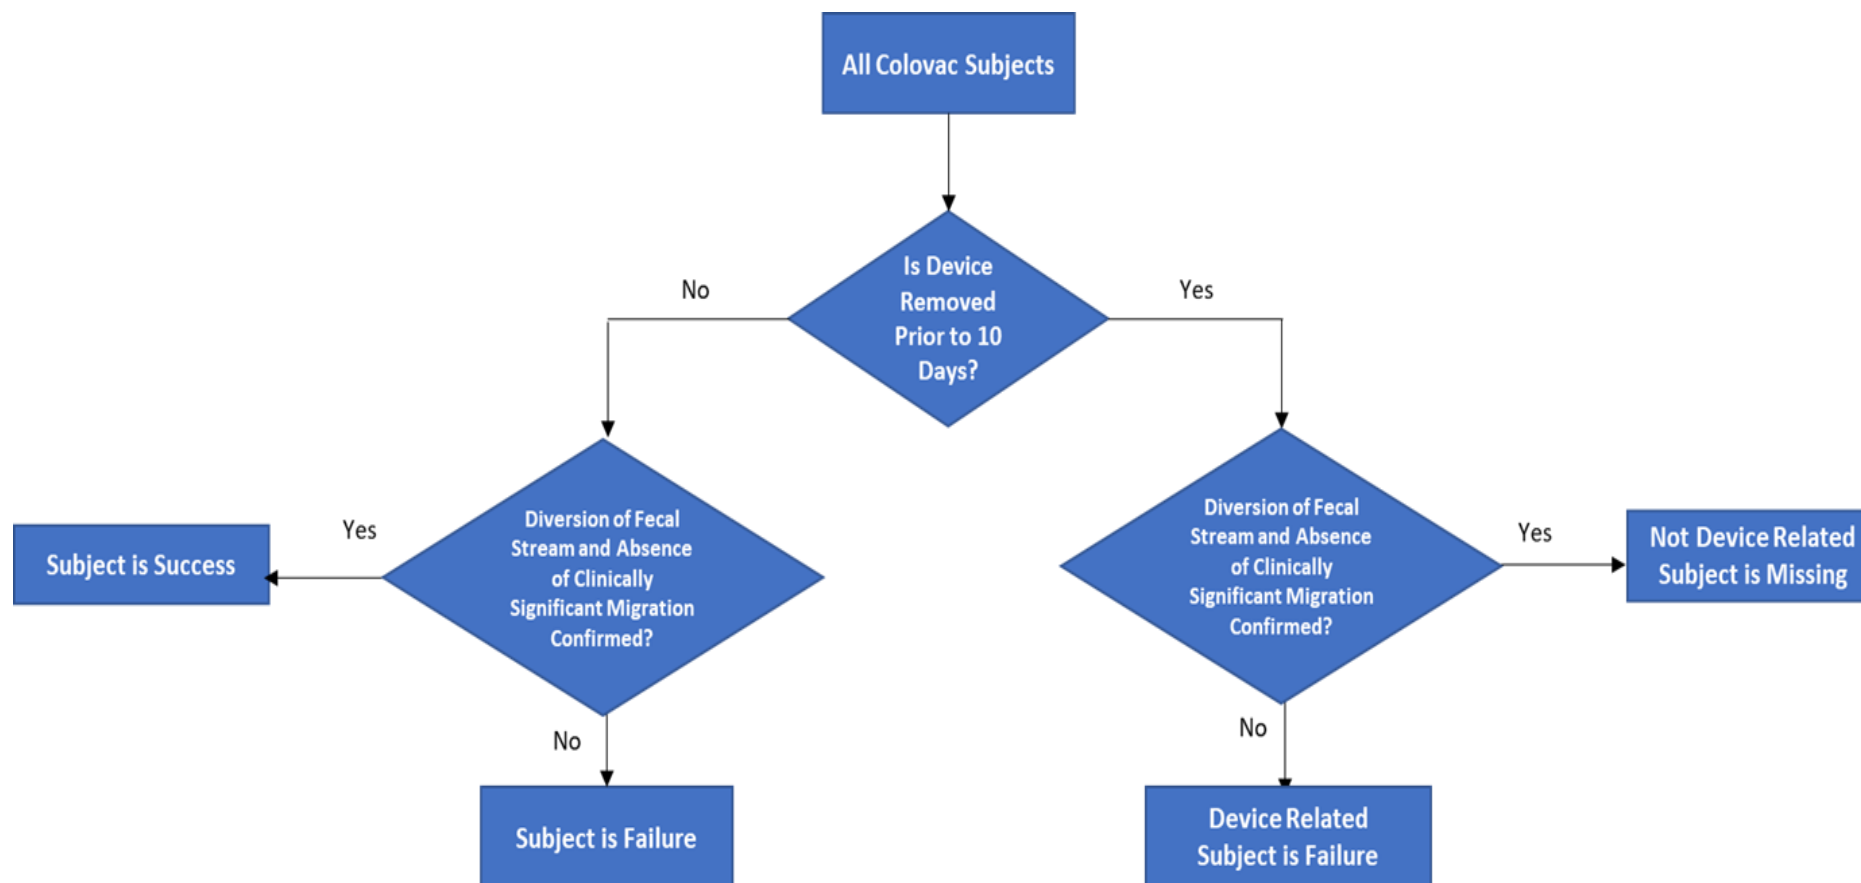 All Colovac Subjects
Is Device
Removed
Prior to 10
Days?
No
Yes
Diversion of Fecal
Stream and Absence
of Clinically
Significant Migration
Confirmed?
Yes
Subject is Success
No
Subject is Failure
Diversion of Fecal
Stream and Absence
of Clinically
Significant Migration
Confirmed?
Yes
Not Device Related
Subject is Missing
No
Device Related
Subject is Failure